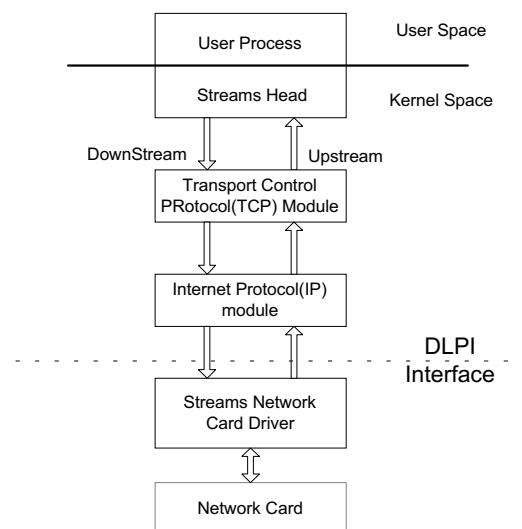 User Process
User Space
Streams Head
Kernel Space
DownStream
Upstream
Transport Control
PRotocol(TCP) Module
Internet Protocol(IP)
module
DLPI
Interface
Streams Network
Card Driver
Network Card